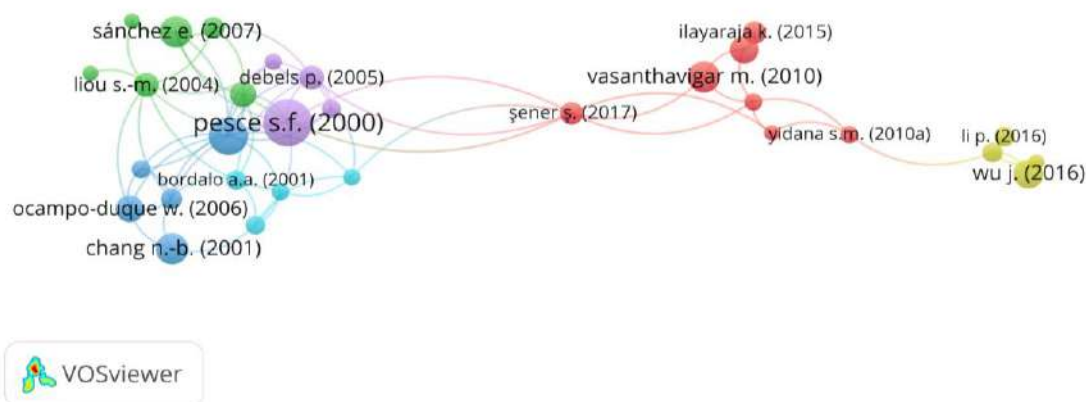 sánchez e. (2007)
ilayaraja k. (2015)
liou s.-m. (2004)
debels p. (2005)
vasanthavigar m. (2010)
pesce s.f. (2000)
şener ş. (2017)
yidana s.m. (2010a)
li p. (2016)
wu j. (2016)
bordalo a.a. (2001)
ocampo-duque w. (2006)
chang n.-b. (2001)
VOSviewer